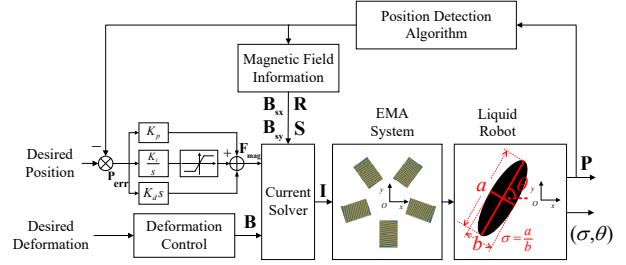 Position Detection
Algorithm
Magnetic Field
Information
B_sx R
B_sy S
EMA
System
Liquid
Robot
−
K_p
K_i
s
K_d s
+
F_mag
P_err
Desired
Position
Current
Solver
I
y
O
x
a
θ
y
O
x
b
σ = a/b
P
(σ,θ)
Desired
Deformation
Deformation
Control
B